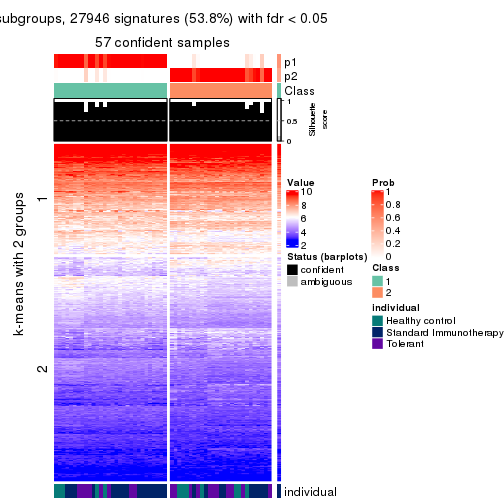 subgroups, 27946 signatures (53.8%) with fdr < 0.05
57 confident samples
p1
p2
Class
1
0.5
0
Silhouette
score
k-means with 2 groups
1
2
Value
10
8
6
4
2
Status (barplots)
confident
ambiguous
Prob
1
0.8
0.6
0.4
0.2
0
Class
1
2
individual
Healthy control
Standard Immunotherapy
Tolerant
individual